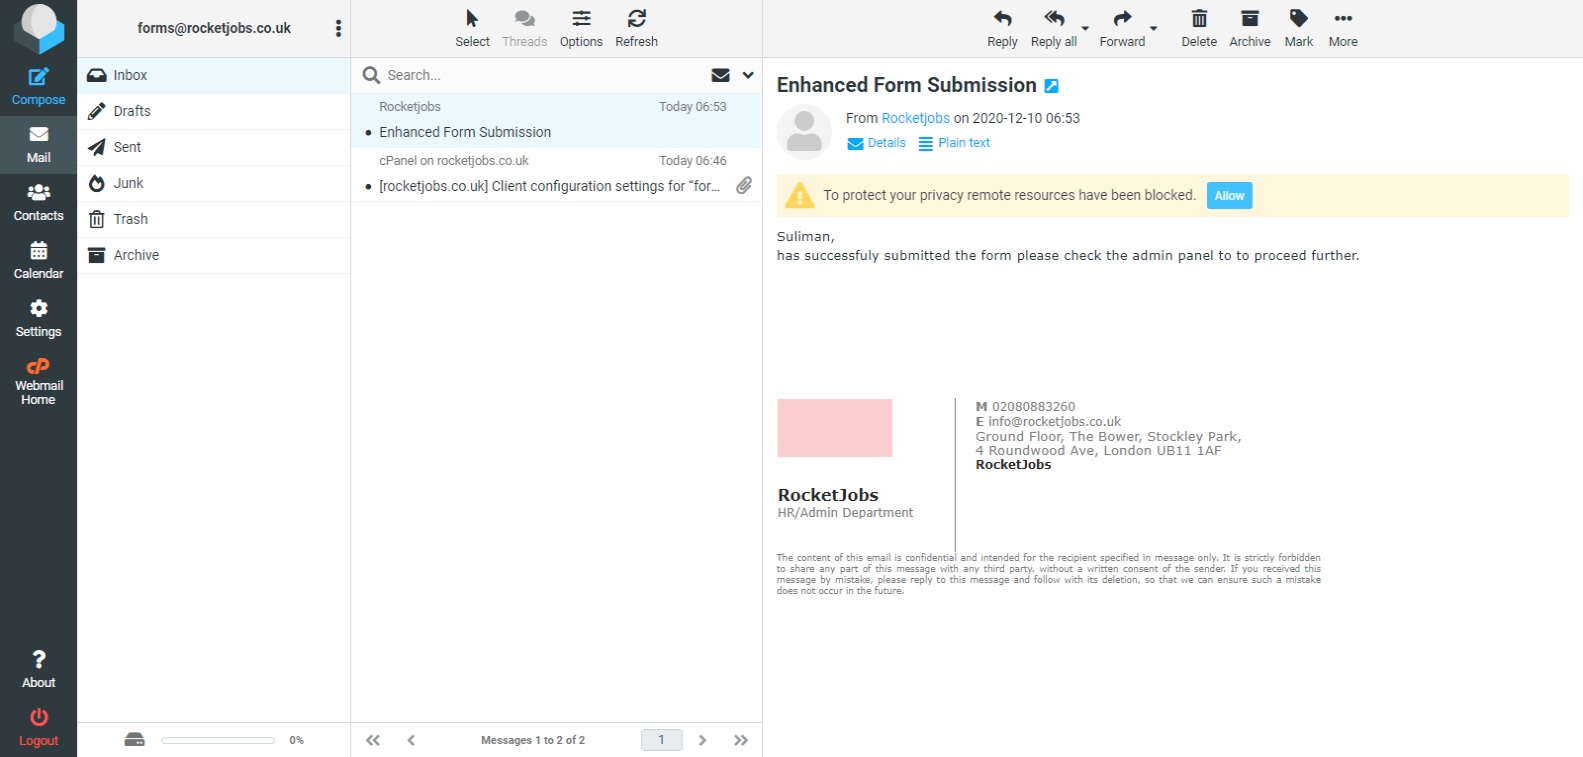 forms@rocketjobs.co.uk
Compose
Mail
Contacts
Calendar
Settings
cP
Webmail
Home
About
Logout
Inbox
Drafts
Sent
Junk
Trash
Archive
0%
Select
Threads
Options
Refresh
Search...
Rocketjobs Today 06:53
Enhanced Form Submission
cPanel on rocketjobs.co.uk Today 06:46
[rocketjobs.co.uk] Client configuration settings for “for...
Messages 1 to 2 of 2
1
Reply
Reply all
Forward
Delete
Archive
Mark
More
Enhanced Form Submission
From Rocketjobs on 2020-12-10 06:53
Details
Plain text
To protect your privacy remote resources have been blocked.
Allow
Suliman,
has successfuly submitted the form please check the admin panel to to proceed further.
RocketJobs
HR/Admin Department
M 02080883260
E info@rocketjobs.co.uk
Ground Floor, The Bower, Stockley Park,
4 Roundwood Ave, London UB11 1AF
RocketJobs
The content of this email is confidential and intended for the recipient specified in message only. It is strictly forbidden
to share any part of this message with any third party, without a written consent of the sender. If you received this
message by mistake, please reply to this message and follow with its deletion, so that we can ensure such a mistake
does not occur in the future.